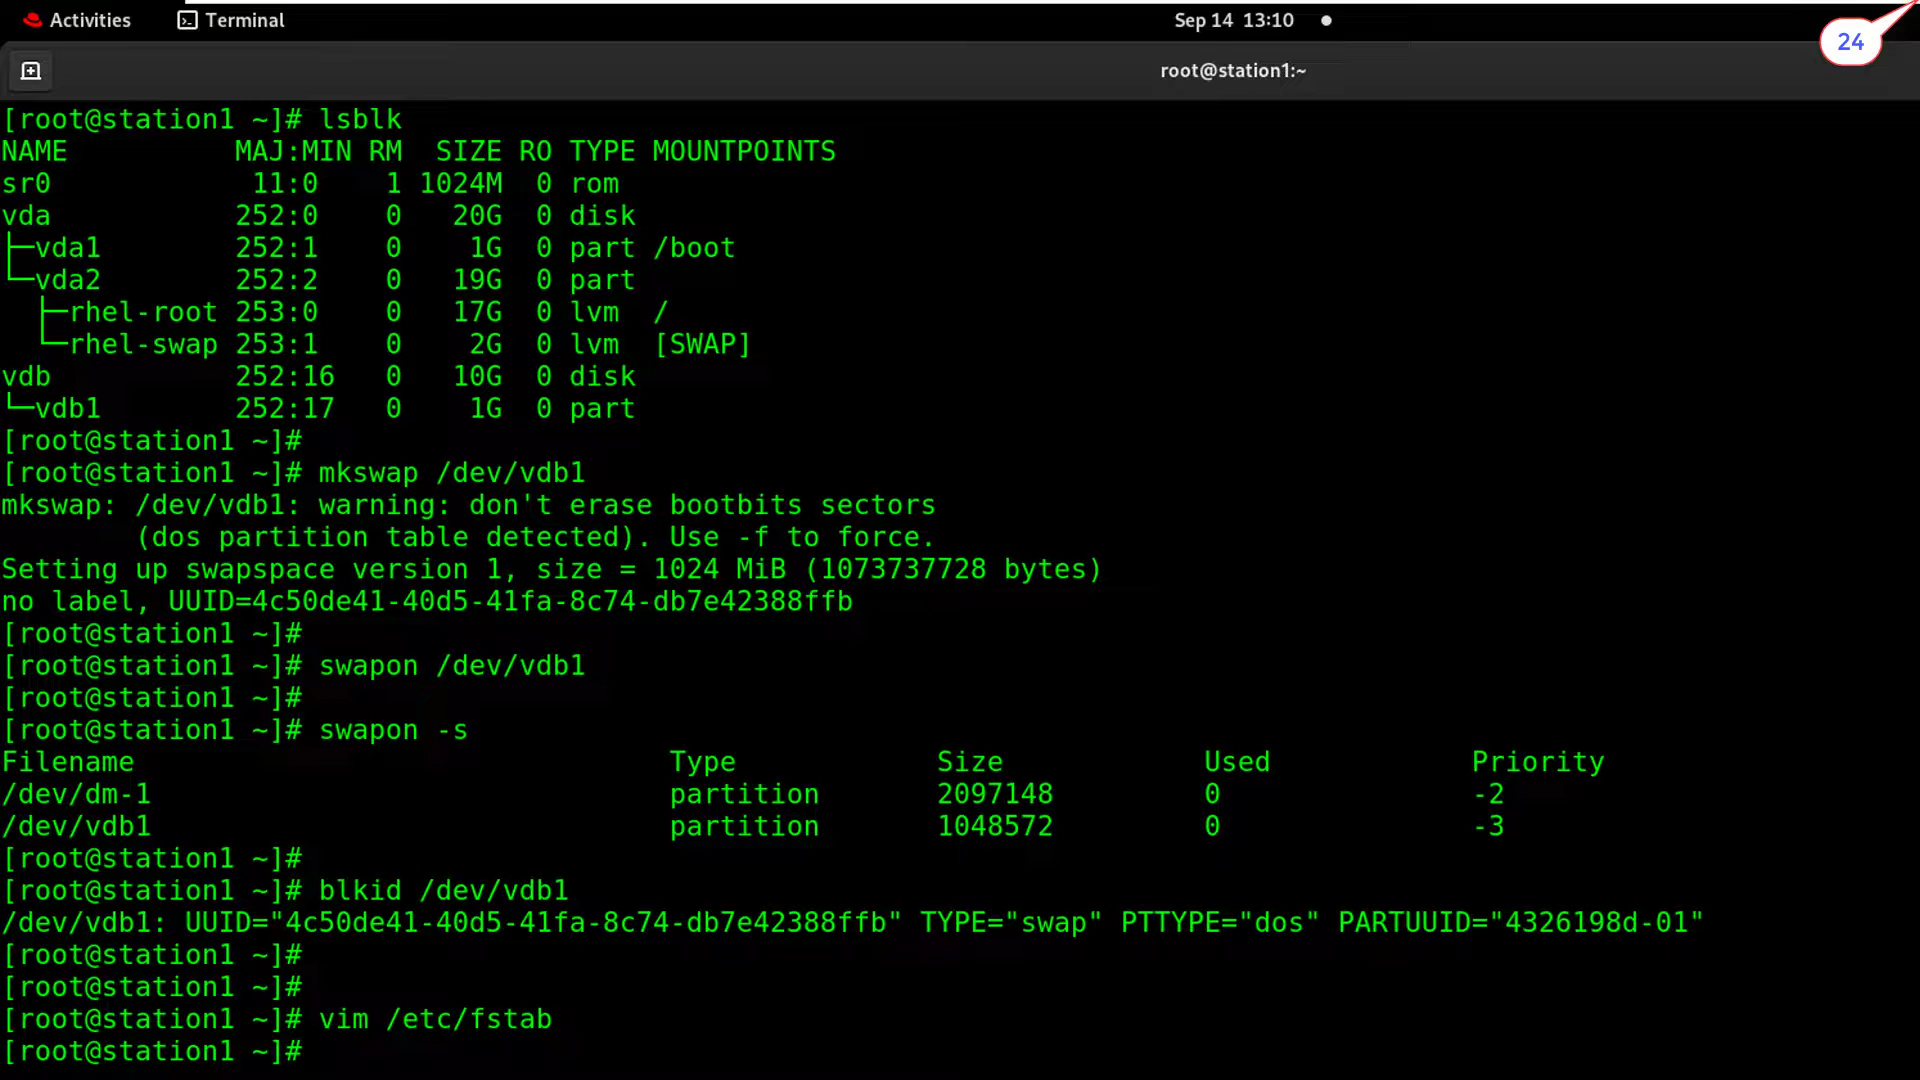 Activities Terminal Sep 14 13:10
24
root@station1:~
[root@station1 ~]# lsblk
NAME MAJ:MIN RM SIZE RO TYPE MOUNTPOINTS
sr0 11:0 1 1024M 0 rom
vda 252:0 0 20G 0 disk
├─vda1 252:1 0 1G 0 part /boot
└─vda2 252:2 0 19G 0 part
  ├─rhel-root 253:0 0 17G 0 lvm /
  └─rhel-swap 253:1 0 2G 0 lvm [SWAP]
vdb 252:16 0 10G 0 disk
└─vdb1 252:17 0 1G 0 part
[root@station1 ~]#
[root@station1 ~]# mkswap /dev/vdb1
mkswap: /dev/vdb1: warning: don't erase bootbits sectors
        (dos partition table detected). Use -f to force.
Setting up swapspace version 1, size = 1024 MiB (1073737728 bytes)
no label, UUID=4c50de41-40d5-41fa-8c74-db7e42388ffb
[root@station1 ~]#
[root@station1 ~]# swapon /dev/vdb1
[root@station1 ~]#
[root@station1 ~]# swapon -s
Filename Type Size Used Priority
/dev/dm-1 partition 2097148 0 -2
/dev/vdb1 partition 1048572 0 -3
[root@station1 ~]#
[root@station1 ~]# blkid /dev/vdb1
/dev/vdb1: UUID="4c50de41-40d5-41fa-8c74-db7e42388ffb" TYPE="swap" PTTYPE="dos" PARTUUID="4326198d-01"
[root@station1 ~]#
[root@station1 ~]#
[root@station1 ~]# vim /etc/fstab
[root@station1 ~]#